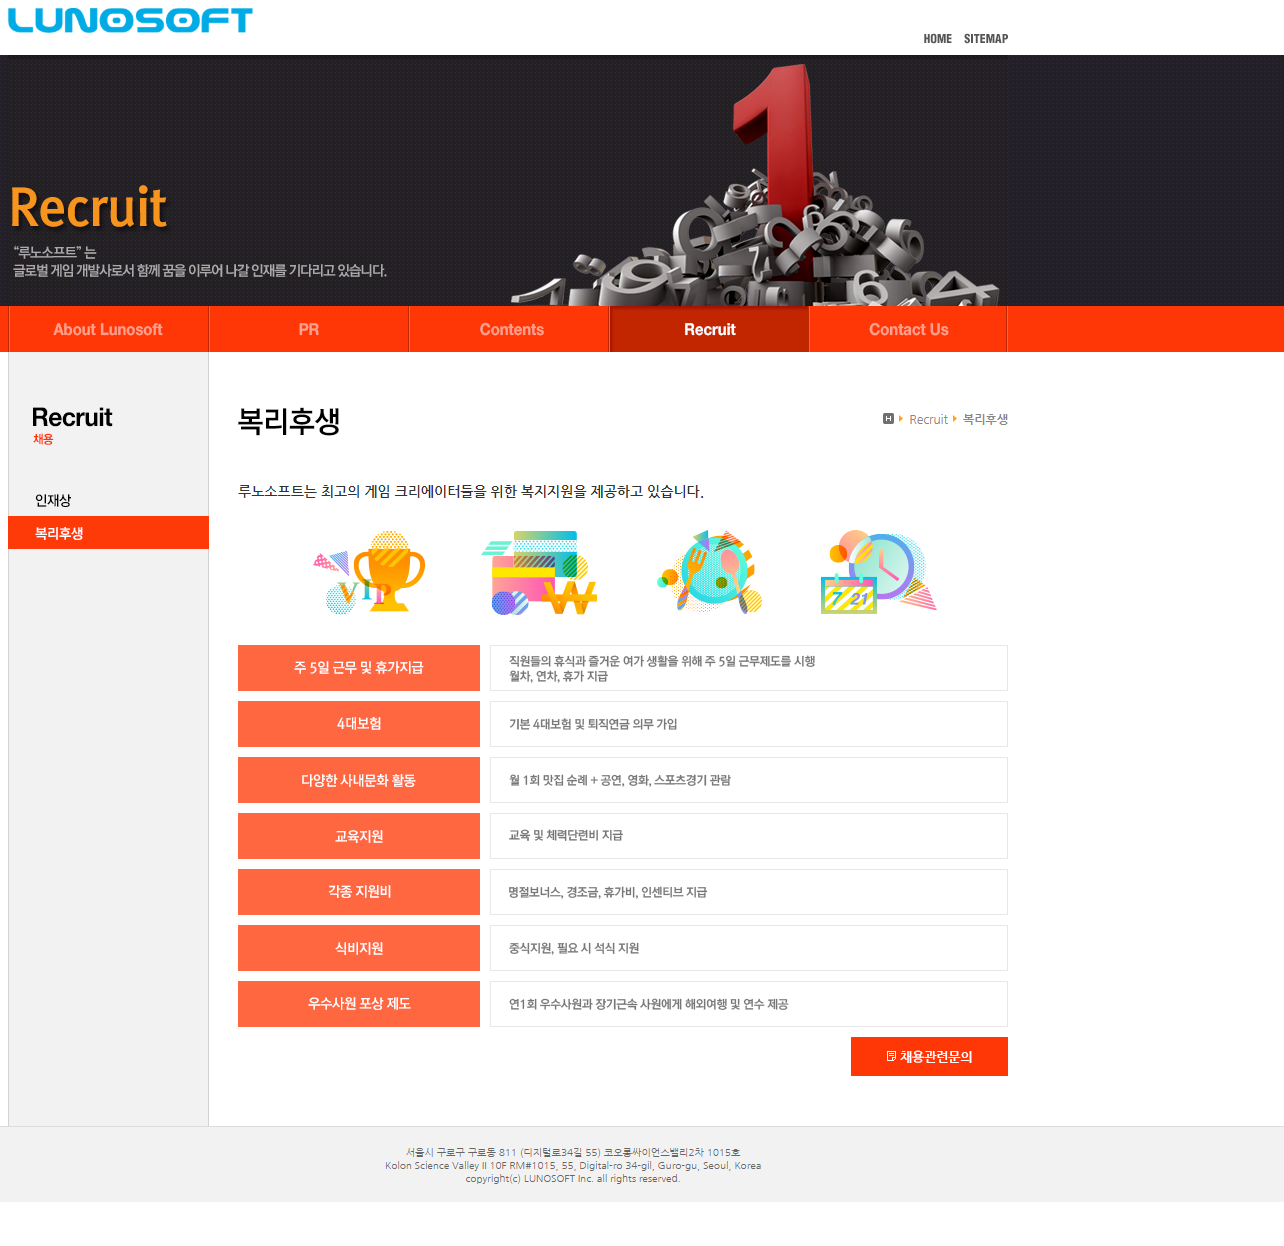 LUNOSOFT
HOME SITEMAP
1
Recruit
“루노소프트” 는
글로벌 게임 개발사로서 함께 꿈을 이루어 나갈 인재를 기다리고 있습니다.
About Lunosoft PR Contents Recruit Contact Us
Recruit
채용
인재상
복리후생
복리후생
H Recruit 복리후생
루노소프트는 최고의 게임 크리에이터들을 위한 복지지원을 제공하고 있습니다.
VIP
W
7 21
주 5일 근무 및 휴가지급
직원들의 휴식과 즐거운 여가 생활을 위해 주 5일 근무제도를 시행
월차, 연차, 휴가 지급
4대보험
기본 4대보험 및 퇴직연금 의무 가입
다양한 사내문화 활동
월 1회 맛집 순례 + 공연, 영화, 스포츠경기 관람
교육지원
교육 및 체력단련비 지급
각종 지원비
명절보너스, 경조금, 휴가비, 인센티브 지급
식비지원
중식지원, 필요 시 석식 지원
우수사원 포상 제도
연1회 우수사원과 장기근속 사원에게 해외여행 및 연수 제공
채용관련문의
서울시 구로구 구로동 811 (디지털로34길 55) 코오롱싸이언스밸리2차 1015호
Kolon Science Valley II 10F RM#1015, 55, Digital-ro 34-gil, Guro-gu, Seoul, Korea
copyright(c) LUNOSOFT Inc. all rights reserved.